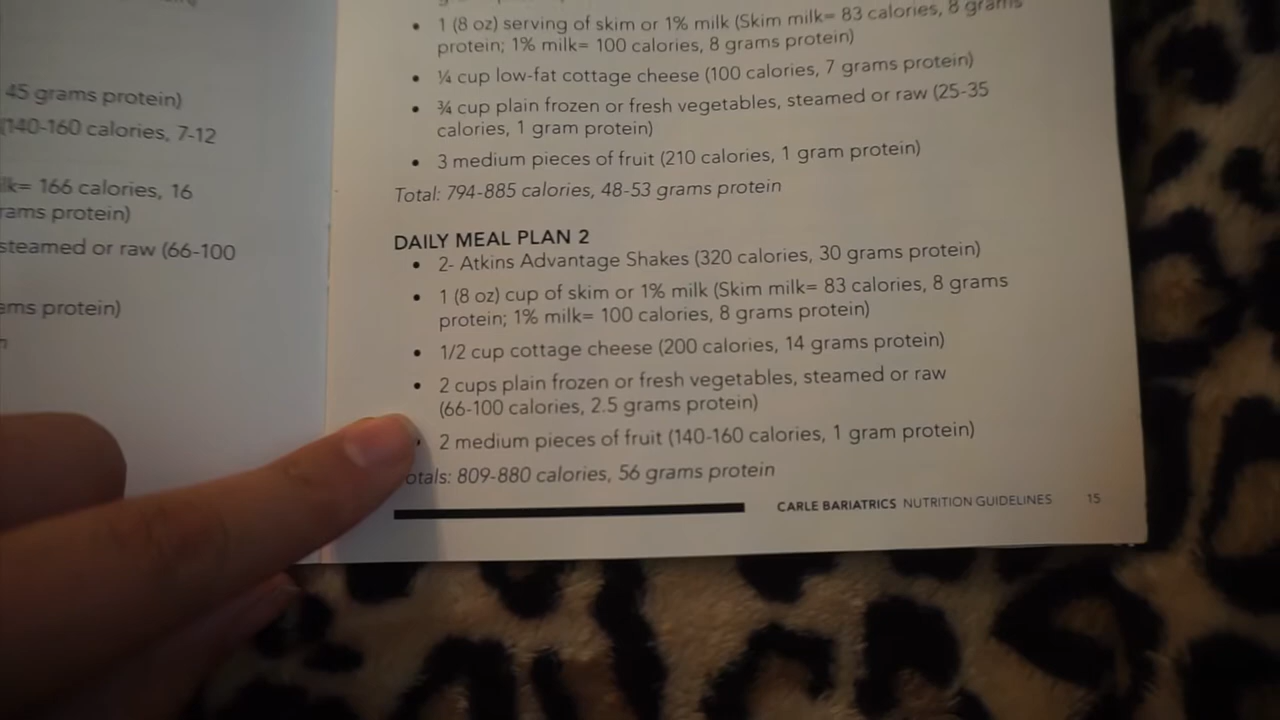 45 grams protein)
(140-160 calories, 7-12
lk= 166 calories, 16
rams protein)
steamed or raw (66-100
ams protein)
• 1 (8 oz) serving of skim or 1% milk (Skim milk= 83 calories, 8 grams
protein; 1% milk= 100 calories, 8 grams protein)
• ¼ cup low-fat cottage cheese (100 calories, 7 grams protein)
• ¾ cup plain frozen or fresh vegetables, steamed or raw (25-35
calories, 1 gram protein)
• 3 medium pieces of fruit (210 calories, 1 gram protein)
Total: 794-885 calories, 48-53 grams protein
DAILY MEAL PLAN 2
• 2- Atkins Advantage Shakes (320 calories, 30 grams protein)
• 1 (8 oz) cup of skim or 1% milk (Skim milk= 83 calories, 8 grams
protein; 1% milk= 100 calories, 8 grams protein)
• 1/2 cup cottage cheese (200 calories, 14 grams protein)
• 2 cups plain frozen or fresh vegetables, steamed or raw
(66-100 calories, 2.5 grams protein)
• 2 medium pieces of fruit (140-160 calories, 1 gram protein)
otals: 809-880 calories, 56 grams protein
CARLE BARIATRICS NUTRITION GUIDELINES 15